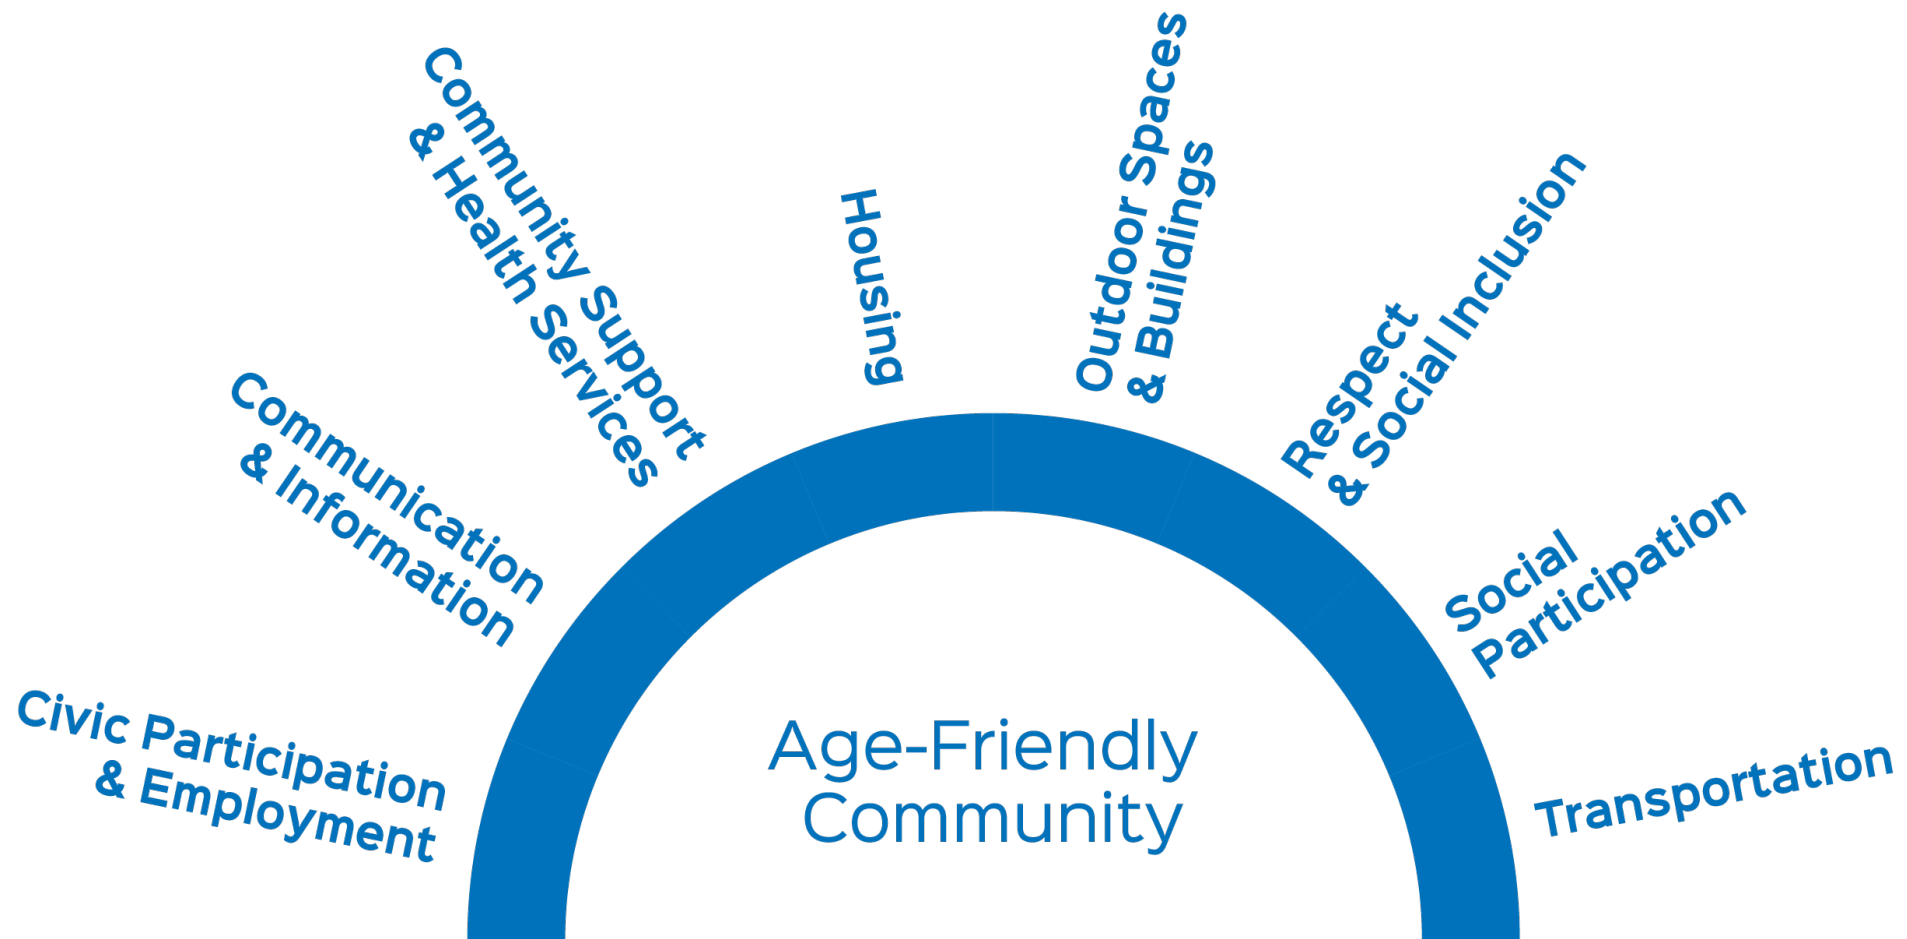 Civic Participation
& Employment
Communication
& Information
Community Support
& Health Services
Housing
Outdoor Spaces
& Buildings
Respect
& Social Inclusion
Social
Participation
Transportation
Age-Friendly
Community